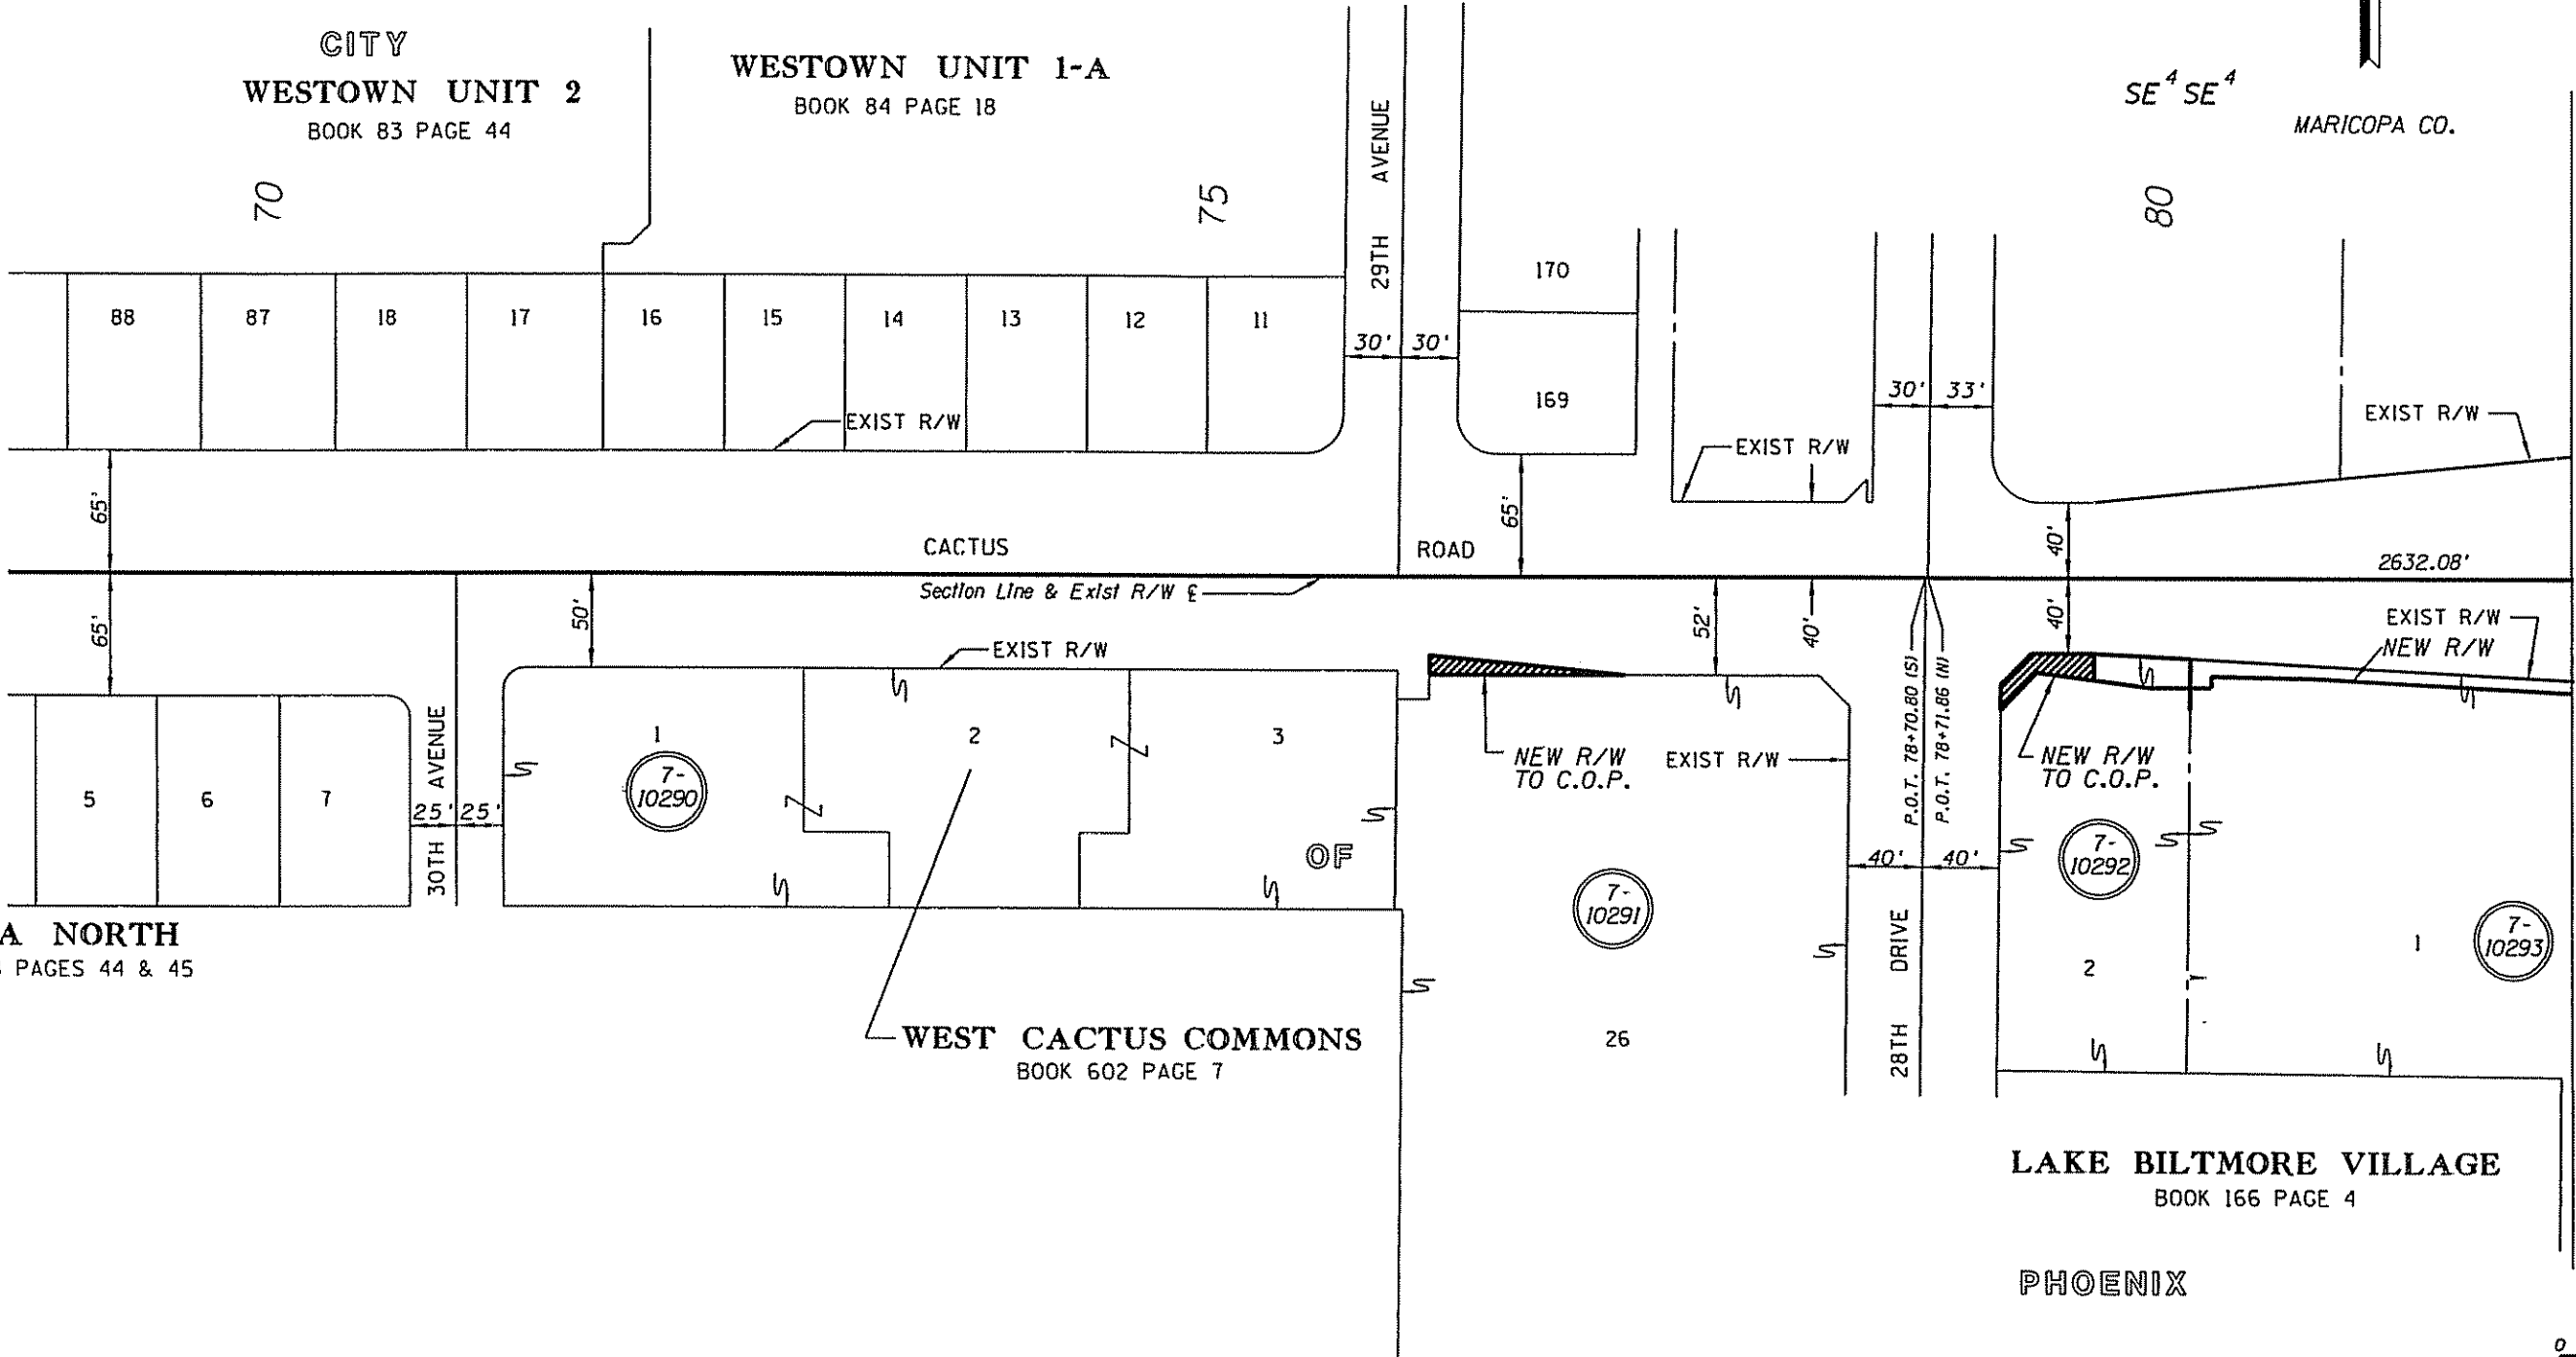 CITY
WESTOWN UNIT 2
BOOK 83 PAGE 44
WESTOWN UNIT 1-A
BOOK 84 PAGE 18
29TH AVENUE
SE 4 SE 4
MARICOPA CO.
70
75
80
88
87
18
17
16
15
14
13
12
11
170
169
30'
30'
30'
33'
EXIST R/W
EXIST R/W
EXIST R/W
65'
65'
40'
CACTUS
ROAD
2632.08'
Section Line & Exist R/W ℄
65'
50'
52'
40'
40'
EXIST R/W
EXIST R/W
NEW R/W
P.O.T. 78+70.80 (S)
P.O.T. 78+71.86 (N)
5
6
7
30TH AVENUE
25'
25'
1
7-
10290
2
3
OF
NEW R/W
TO C.O.P.
EXIST R/W
NEW R/W
TO C.O.P.
40'
40'
7-
10291
26
28TH DRIVE
7-
10292
2
1
7-
10293
A NORTH
PAGES 44 & 45
WEST CACTUS COMMONS
BOOK 602 PAGE 7
LAKE BILTMORE VILLAGE
BOOK 166 PAGE 4
PHOENIX